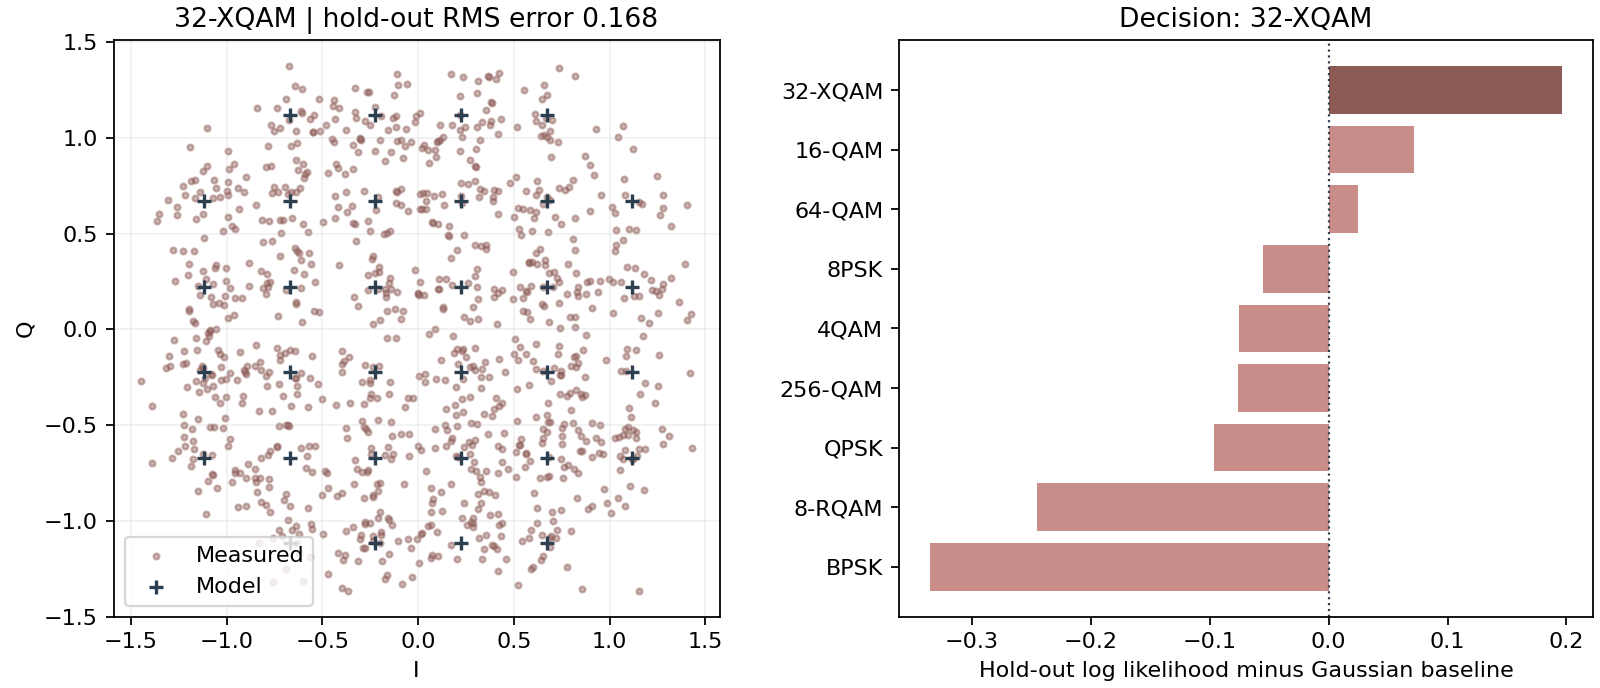 32-XQAM | hold-out RMS error 0.168
1.5
1.0
0.5
0.0
−0.5
−1.0
−1.5
Q
Measured
Model
−1.5 −1.0 −0.5 0.0 0.5 1.0 1.5
I
Decision: 32-XQAM
32-XQAM
16-QAM
64-QAM
8PSK
4QAM
256-QAM
QPSK
8-RQAM
BPSK
−0.3 −0.2 −0.1 0.0 0.1 0.2
Hold-out log likelihood minus Gaussian baseline